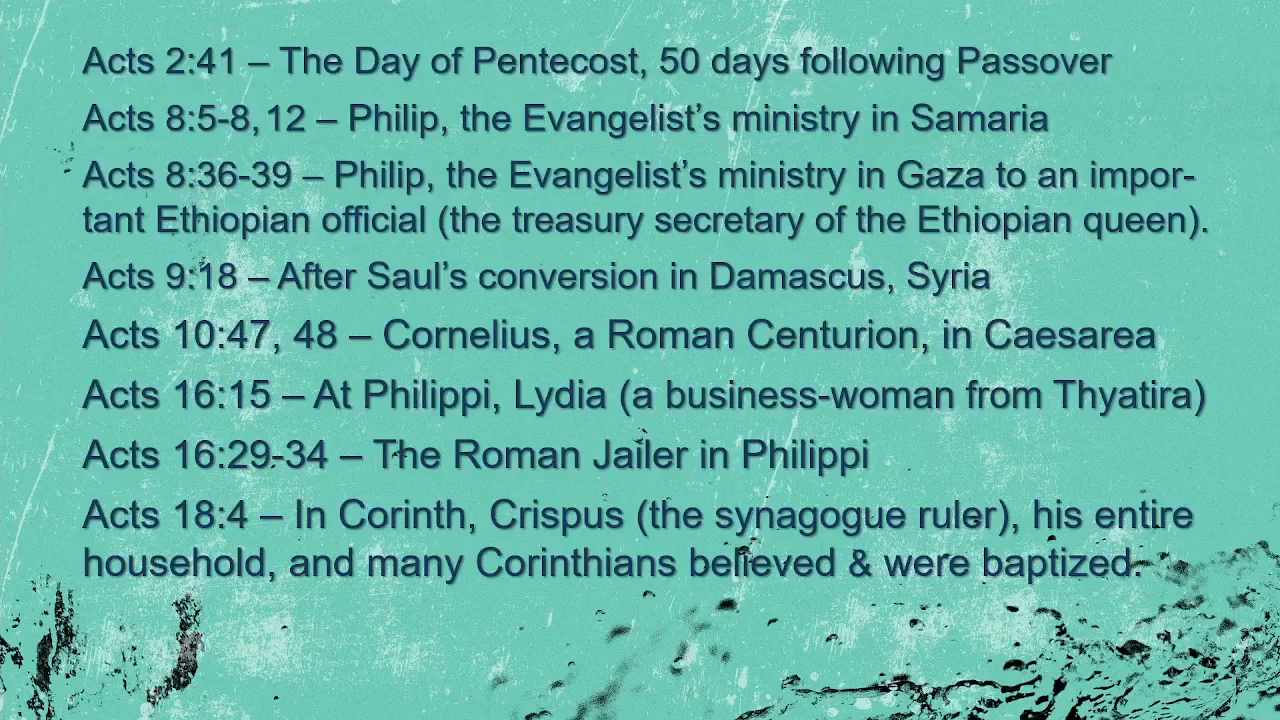 Acts 2:41 – The Day of Pentecost, 50 days following Passover
Acts 8:5-8, 12 – Philip, the Evangelist’s ministry in Samaria
Acts 8:36-39 – Philip, the Evangelist’s ministry in Gaza to an impor-
tant Ethiopian official (the treasury secretary of the Ethiopian queen).
Acts 9:18 – After Saul’s conversion in Damascus, Syria
Acts 10:47, 48 – Cornelius, a Roman Centurion, in Caesarea
Acts 16:15 – At Philippi, Lydia (a business-woman from Thyatira)
Acts 16:29-34 – The Roman Jailer in Philippi
Acts 18:4 – In Corinth, Crispus (the synagogue ruler), his entire
household, and many Corinthians believed & were baptized.